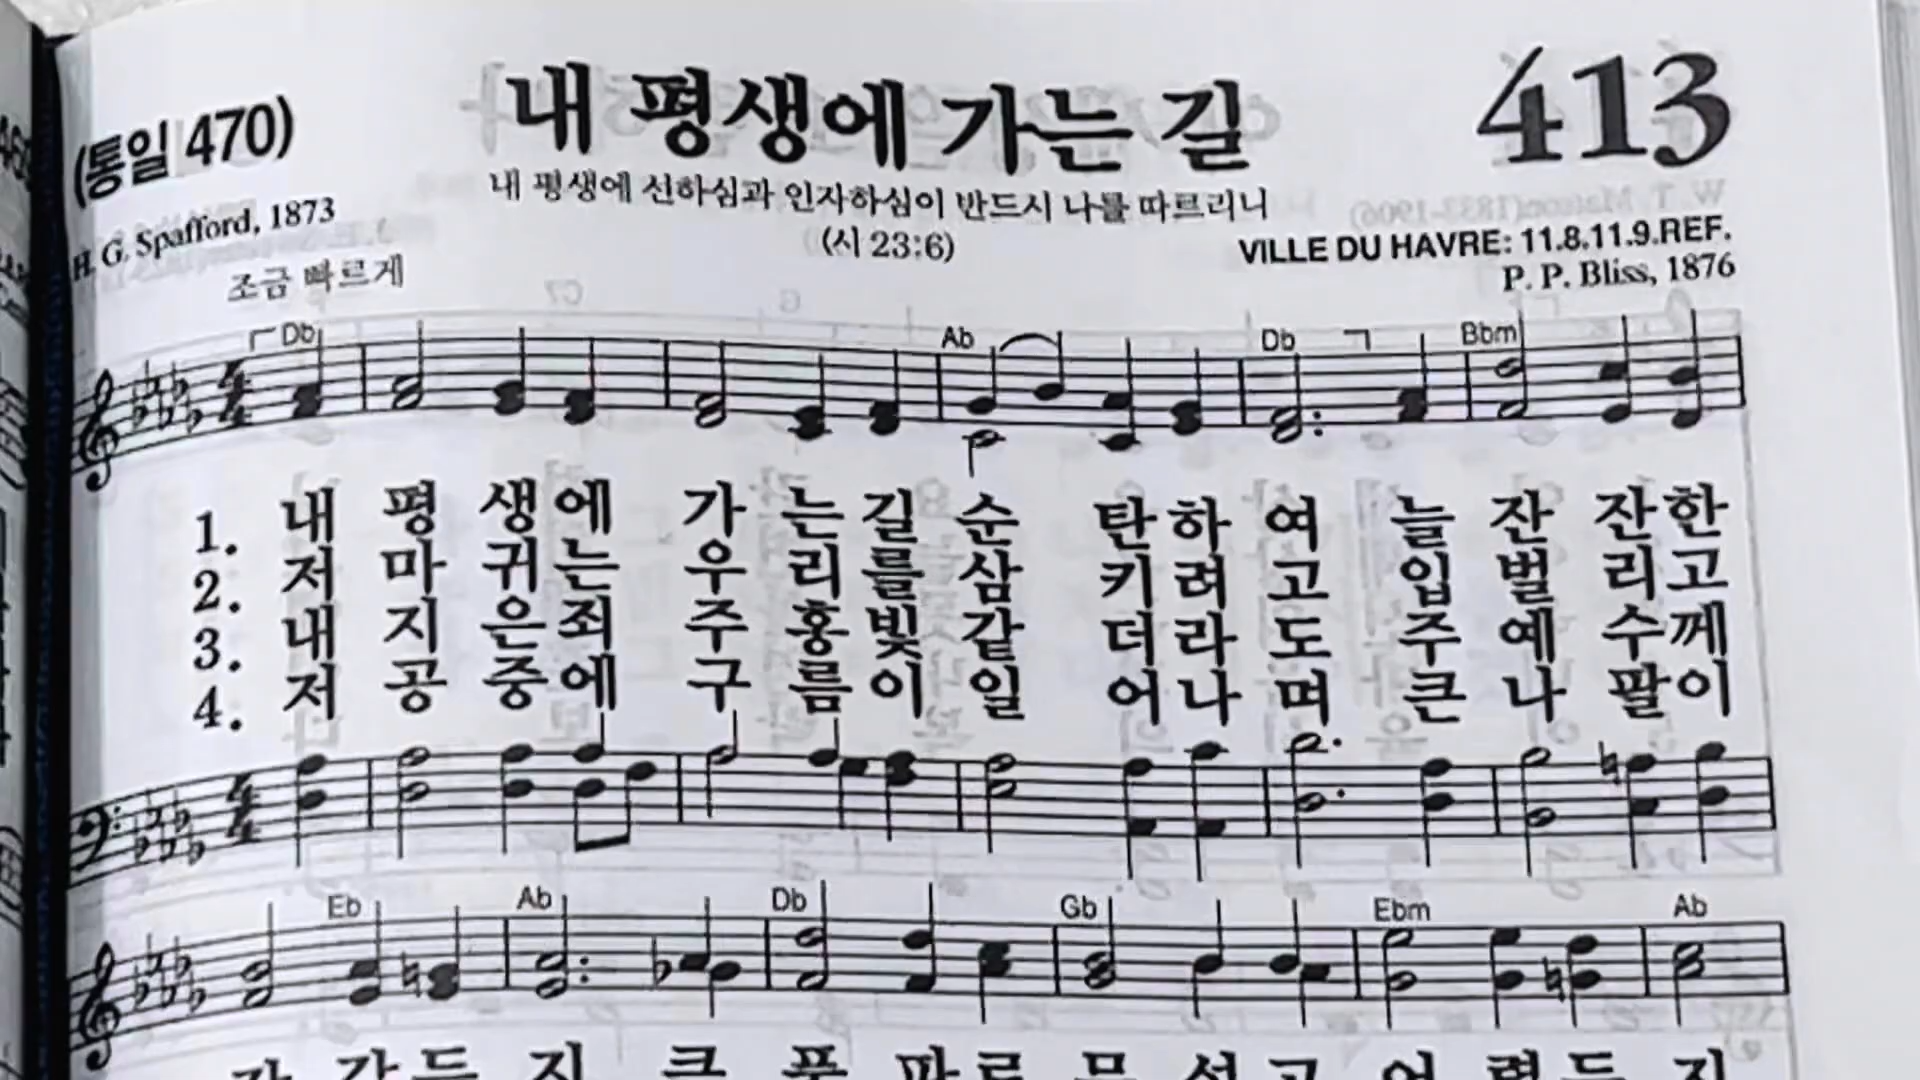 (통일 470)
내 평생에 가는 길
413
내 평생에 선하심과 인자하심이 반드시 나를 따르리니
(시 23:6)
H. G. Spafford, 1873
조금 빠르게
VILLE DU HAVRE: 11.8.11.9.REF.
P. P. Bliss, 1876
Db Ab Db Bbm
1. 내 평 생에 가 는 길 순 탄 하 여 늘 잔 잔한
2. 저 마 귀는 우 리 를 삼 키 려 고 입 벌 리고
3. 내 지 은죄 주 홍 빛 같 더 라 도 주 예 수께
4. 저 공 중에 구 름 이 일 어 나 며 큰 나 팔이
Eb Ab Db Gb Ebm Ab